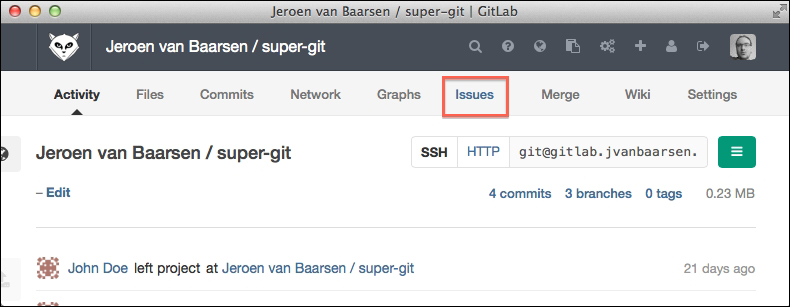 Jeroen van Baarsen / super-git | GitLab
Jeroen van Baarsen / super-git
Activity Files Commits Network Graphs Issues Merge Wiki Settings
Jeroen van Baarsen / super-git SSH HTTP git@gitlab.jvanbaarsen.
– Edit 4 commits 3 branches 0 tags 0.23 MB
John Doe left project at Jeroen van Baarsen / super-git 21 days ago